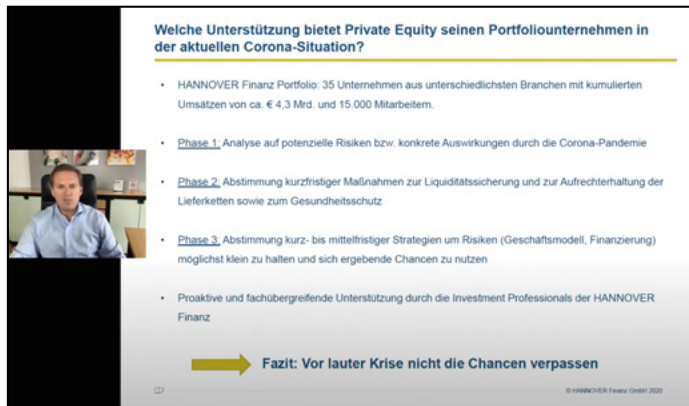 Welche Unterstützung bietet Private Equity seinen Portfoliounternehmen in
der aktuellen Corona-Situation?
• HANNOVER Finanz Portfolio: 35 Unternehmen aus unterschiedlichsten Branchen mit kumulierten
Umsätzen von ca. € 4,3 Mrd. und 15.000 Mitarbeitern.
• Phase 1: Analyse auf potenzielle Risiken bzw. konkrete Auswirkungen durch die Corona-Pandemie
• Phase 2: Abstimmung kurzfristiger Maßnahmen zur Liquiditätssicherung und zur Aufrechterhaltung der
Lieferketten sowie zum Gesundheitsschutz
• Phase 3: Abstimmung kurz- bis mittelfristiger Strategien um Risiken (Geschäftsmodell, Finanzierung)
möglichst klein zu halten und sich ergebende Chancen zu nutzen
• Proaktive und fachübergreifende Unterstützung durch die Investment Professionals der HANNOVER
Finanz
Fazit: Vor lauter Krise nicht die Chancen verpassen
© HANNOVER Finanz GmbH 2020